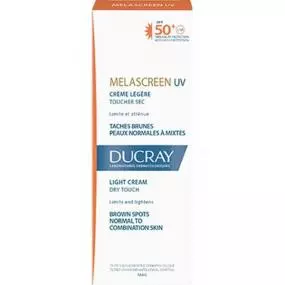 SPF
50+
MELASCREEN UV
CRÈME LÉGÈRE
TOUCHER SEC
Limite et atténue
TACHES BRUNES
PEAUX NORMALES À MIXTES
DUCRAY
LABORATOIRES DERMATOLOGIQUES
LIGHT CREAM
DRY TOUCH
Limits and lightens
BROWN SPOTS
NORMAL TO
COMBINATION SKIN